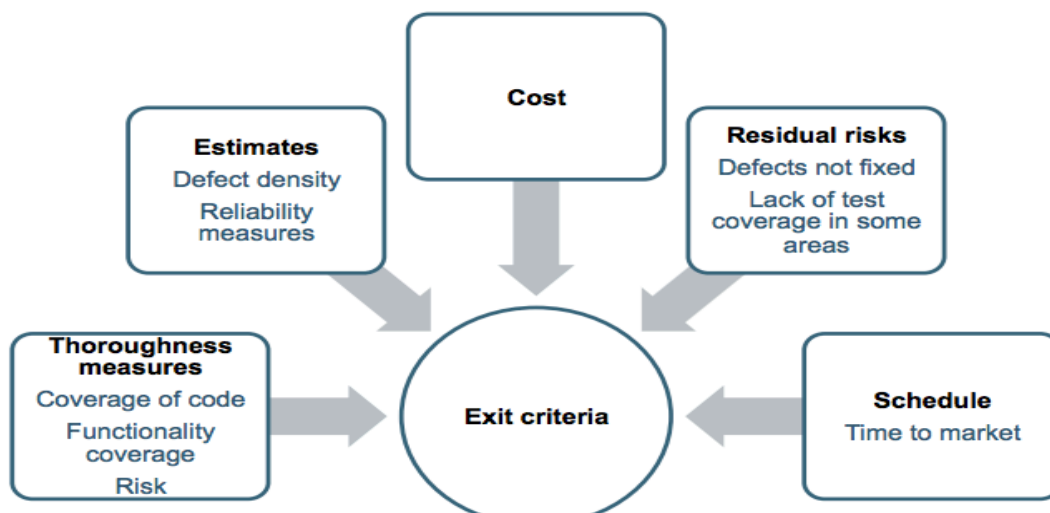 Cost
Estimates
Defect density
Reliability
measures
Residual risks
Defects not fixed
Lack of test
coverage in some
areas
Thoroughness
measures
Coverage of code
Functionality
coverage
Risk
Exit criteria
Schedule
Time to market